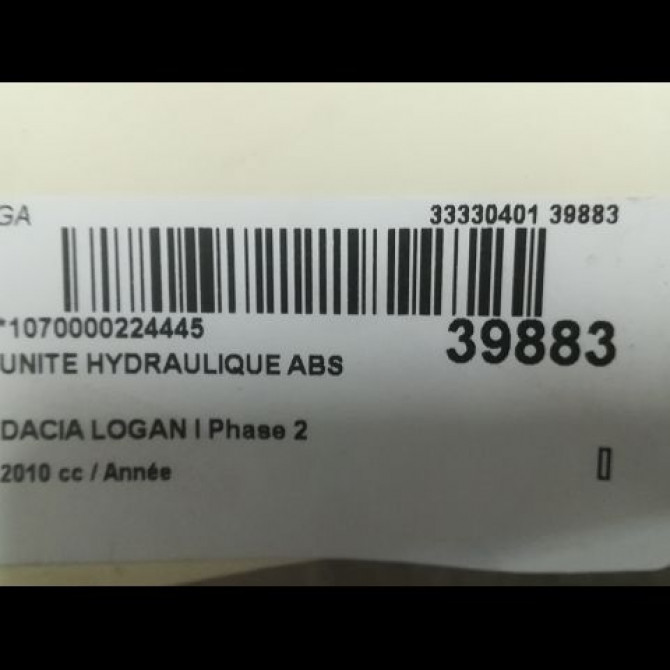 GA 33330401 39883
*1070000224445 39883
UNITE HYDRAULIQUE ABS
DACIA LOGAN I Phase 2
2010 cc / Année